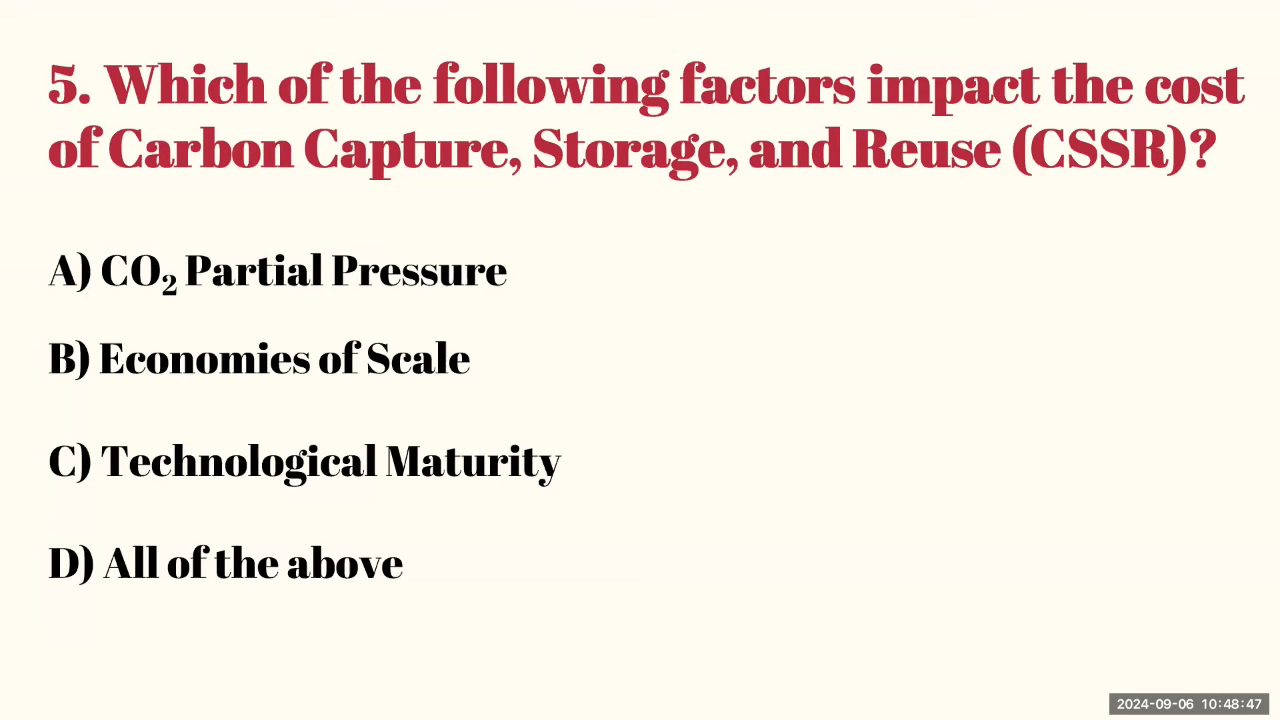 5. Which of the following factors impact the cost
of Carbon Capture, Storage, and Reuse (CSSR)?
A) CO₂ Partial Pressure
B) Economies of Scale
C) Technological Maturity
D) All of the above
2024-09-06 10:48:47